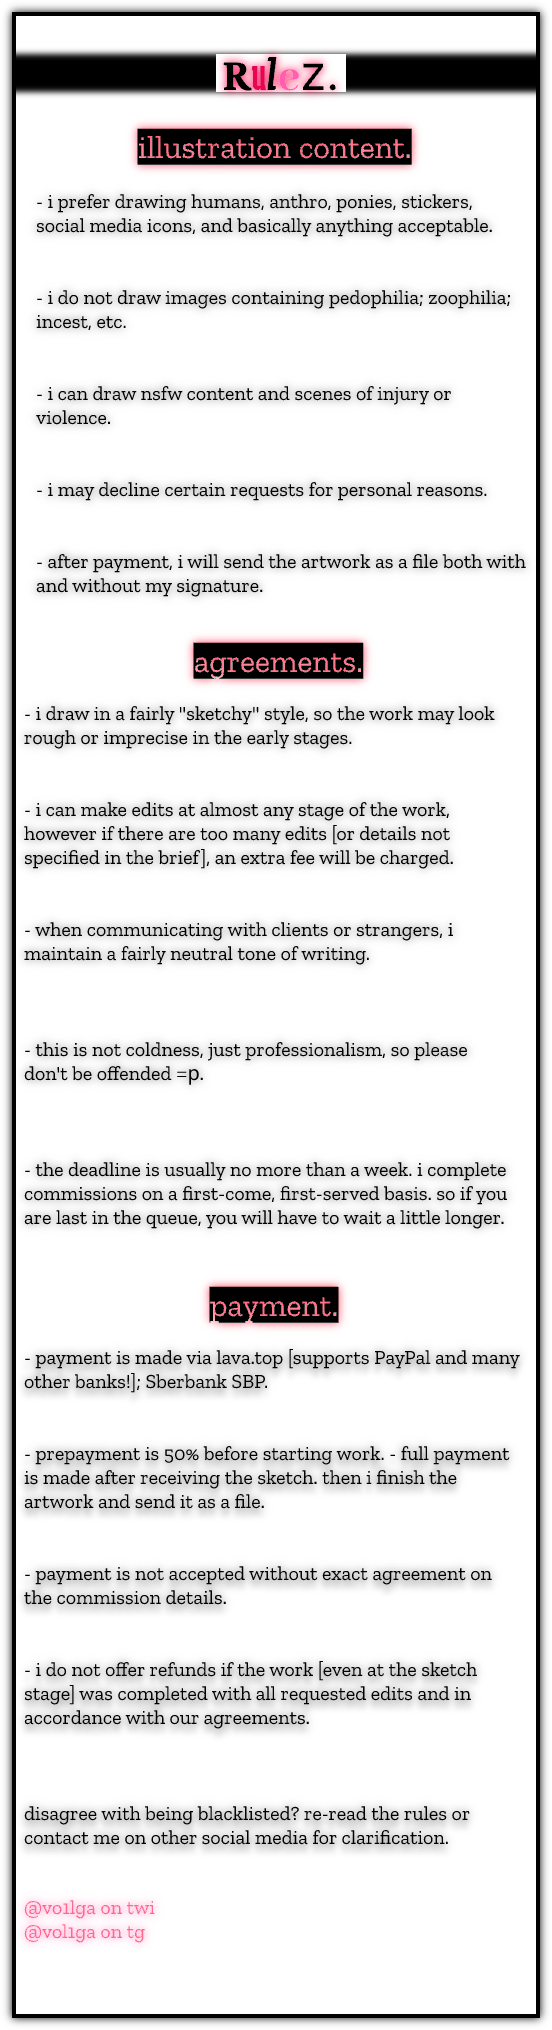 RuleZ.
illustration content.
- i prefer drawing humans, anthro, ponies, stickers,
social media icons, and basically anything acceptable.
- i do not draw images containing pedophilia; zoophilia;
incest, etc.
- i can draw nsfw content and scenes of injury or
violence.
- i may decline certain requests for personal reasons.
- after payment, i will send the artwork as a file both with
and without my signature.
agreements.
- i draw in a fairly "sketchy" style, so the work may look
rough or imprecise in the early stages.
- i can make edits at almost any stage of the work,
however if there are too many edits [or details not
specified in the brief], an extra fee will be charged.
- when communicating with clients or strangers, i
maintain a fairly neutral tone of writing.
- this is not coldness, just professionalism, so please
don't be offended =p.
- the deadline is usually no more than a week. i complete
commissions on a first-come, first-served basis. so if you
are last in the queue, you will have to wait a little longer.
payment.
- payment is made via lava.top [supports PayPal and many
other banks!]; Sberbank SBP.
- prepayment is 50% before starting work. - full payment
is made after receiving the sketch. then i finish the
artwork and send it as a file.
- payment is not accepted without exact agreement on
the commission details.
- i do not offer refunds if the work [even at the sketch
stage] was completed with all requested edits and in
accordance with our agreements.
disagree with being blacklisted? re-read the rules or
contact me on other social media for clarification.
@vo1lga on twi
@vol1ga on tg